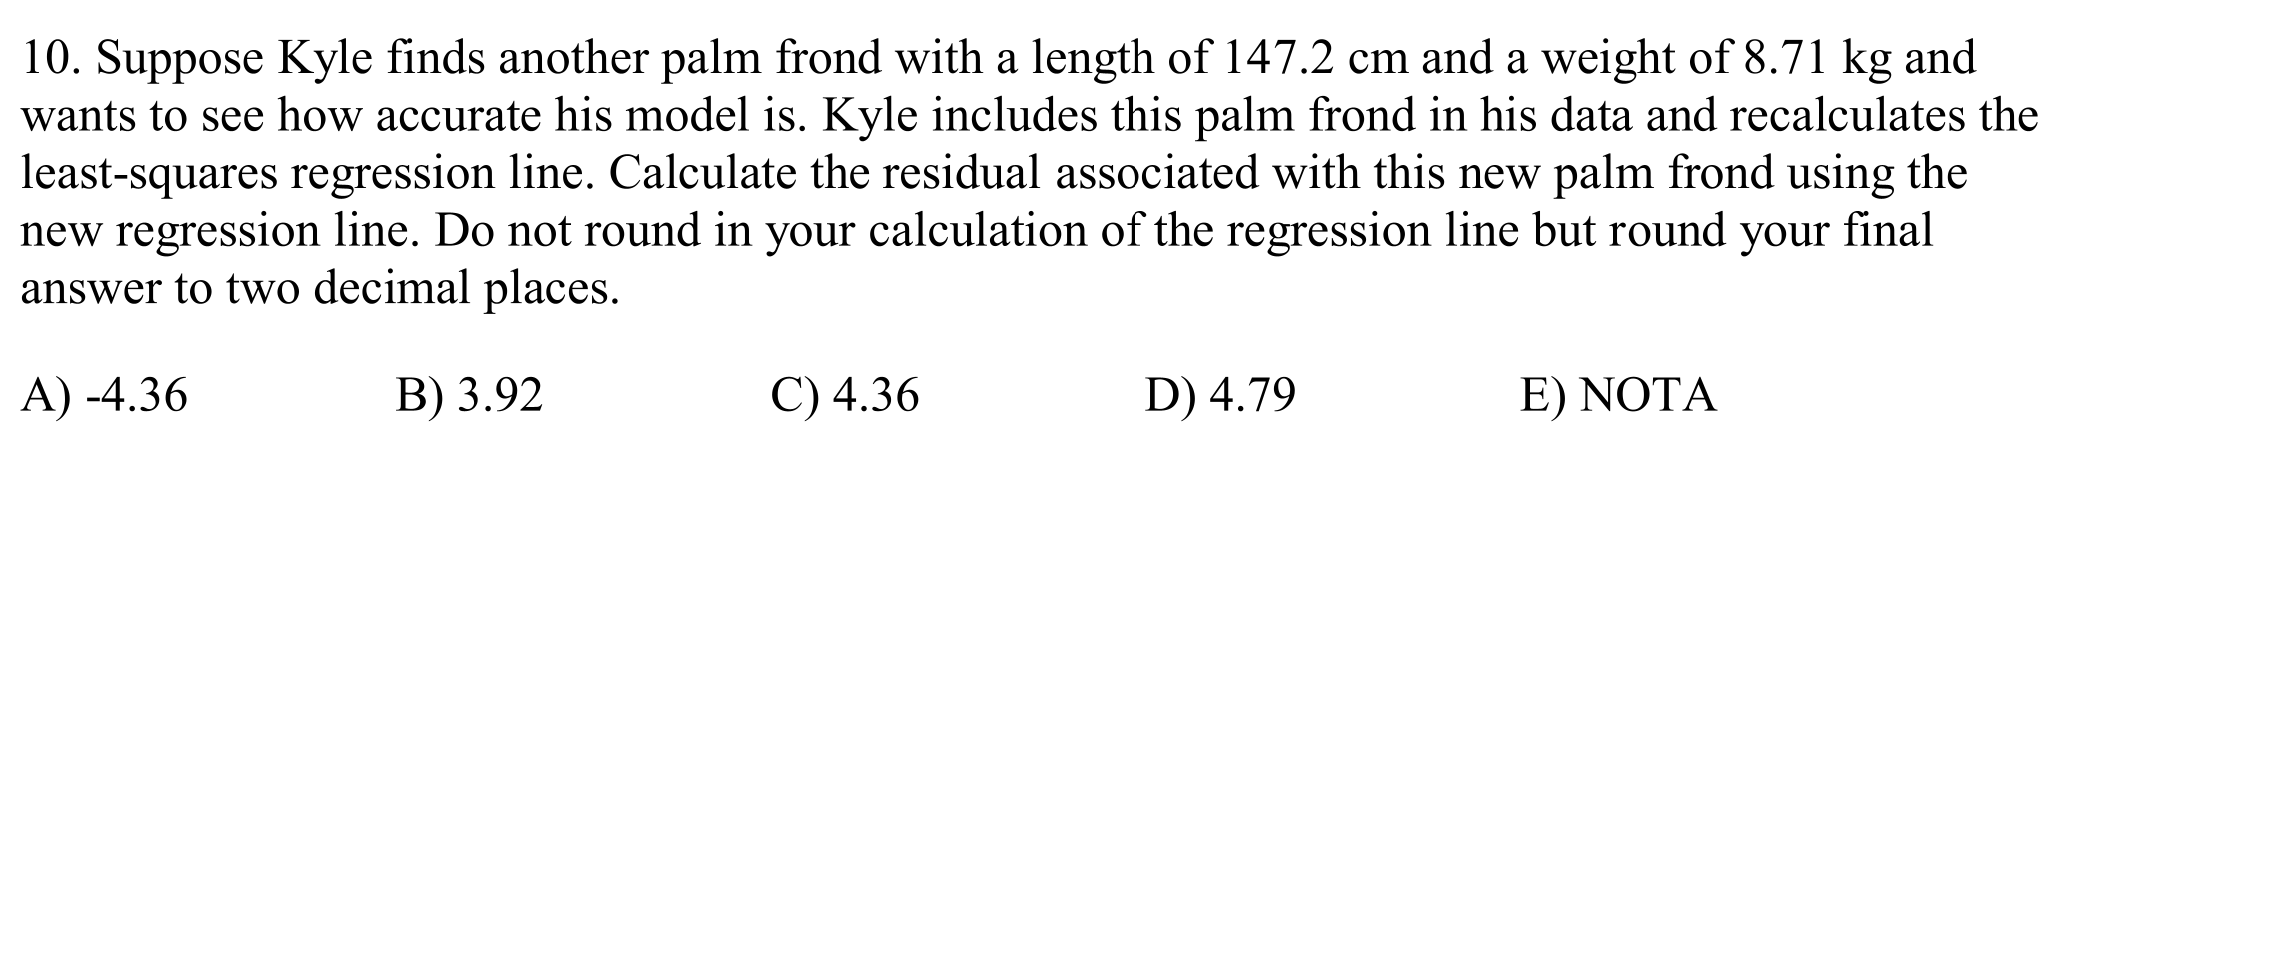 10. Suppose Kyle finds another palm frond with a length of 147.2 cm and a weight of 8.71 kg and
wants to see how accurate his model is. Kyle includes this palm frond in his data and recalculates the
least-squares regression line. Calculate the residual associated with this new palm frond using the
new regression line. Do not round in your calculation of the regression line but round your final
answer to two decimal places.
A) -4.36 B) 3.92 C) 4.36 D) 4.79 E) NOTA